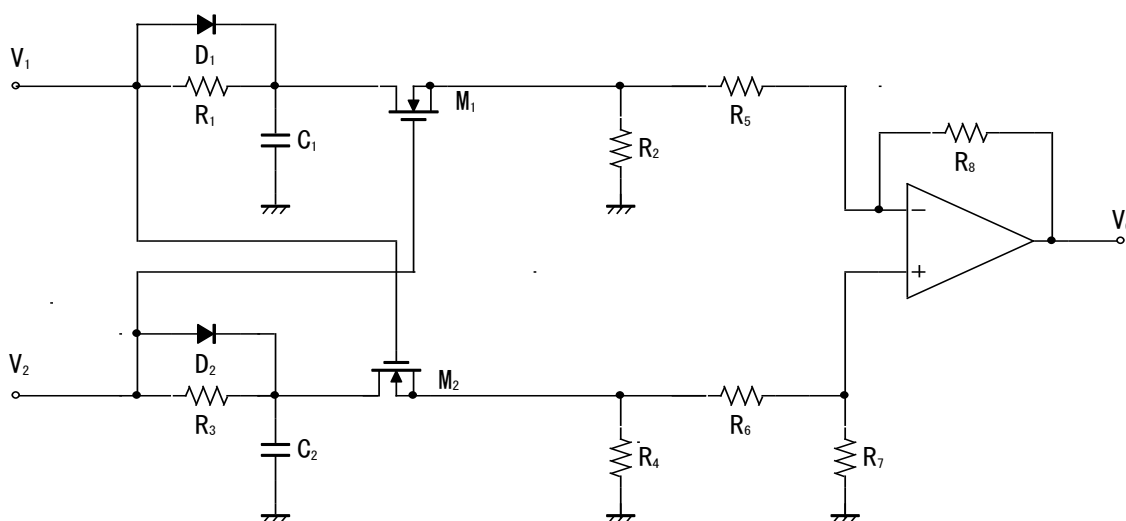 D₁
V₁
R₁
C₁
M₁
R₅
R₂
R₈
−
+
D₂
V₂
R₃
C₂
M₂
R₆
R₄
R₇